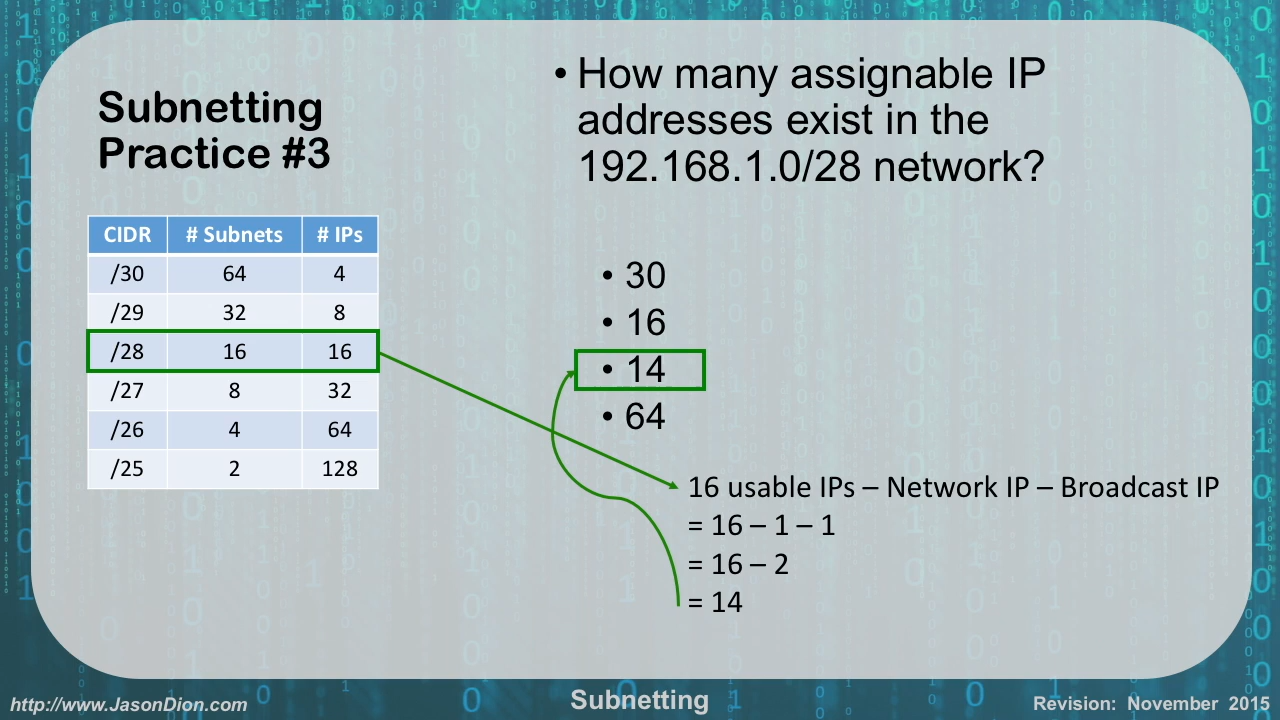 Subnetting
Practice #3
• How many assignable IP
addresses exist in the
192.168.1.0/28 network?
CIDR # Subnets # IPs
/30 64 4
/29 32 8
/28 16 16
/27 8 32
/26 4 64
/25 2 128
• 30
• 16
• 14
• 64
16 usable IPs – Network IP – Broadcast IP
= 16 – 1 – 1
= 16 – 2
= 14
http://www.JasonDion.com
Subnetting
Revision: November 2015